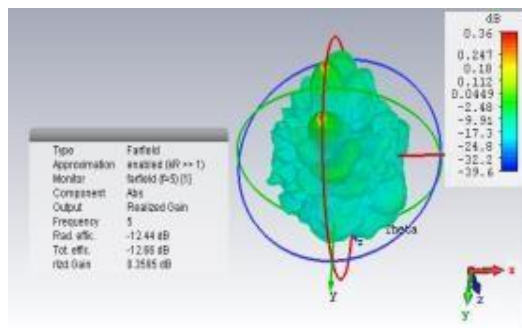 Type Farfield
Approximation enabled (kR >> 1)
Monitor farfield (f=5) [1]
Component Abs
Output Realized Gain
Frequency 5
Rad. effic. -12.44 dB
Tot. effic. -12.66 dB
rlzd.Gain 0.3595 dB
dB
0.36
0.247
0.18
0.112
0.0449
-2.48
-9.95
-17.3
-24.8
-32.2
-39.6
Theta
z
y
x
z
y